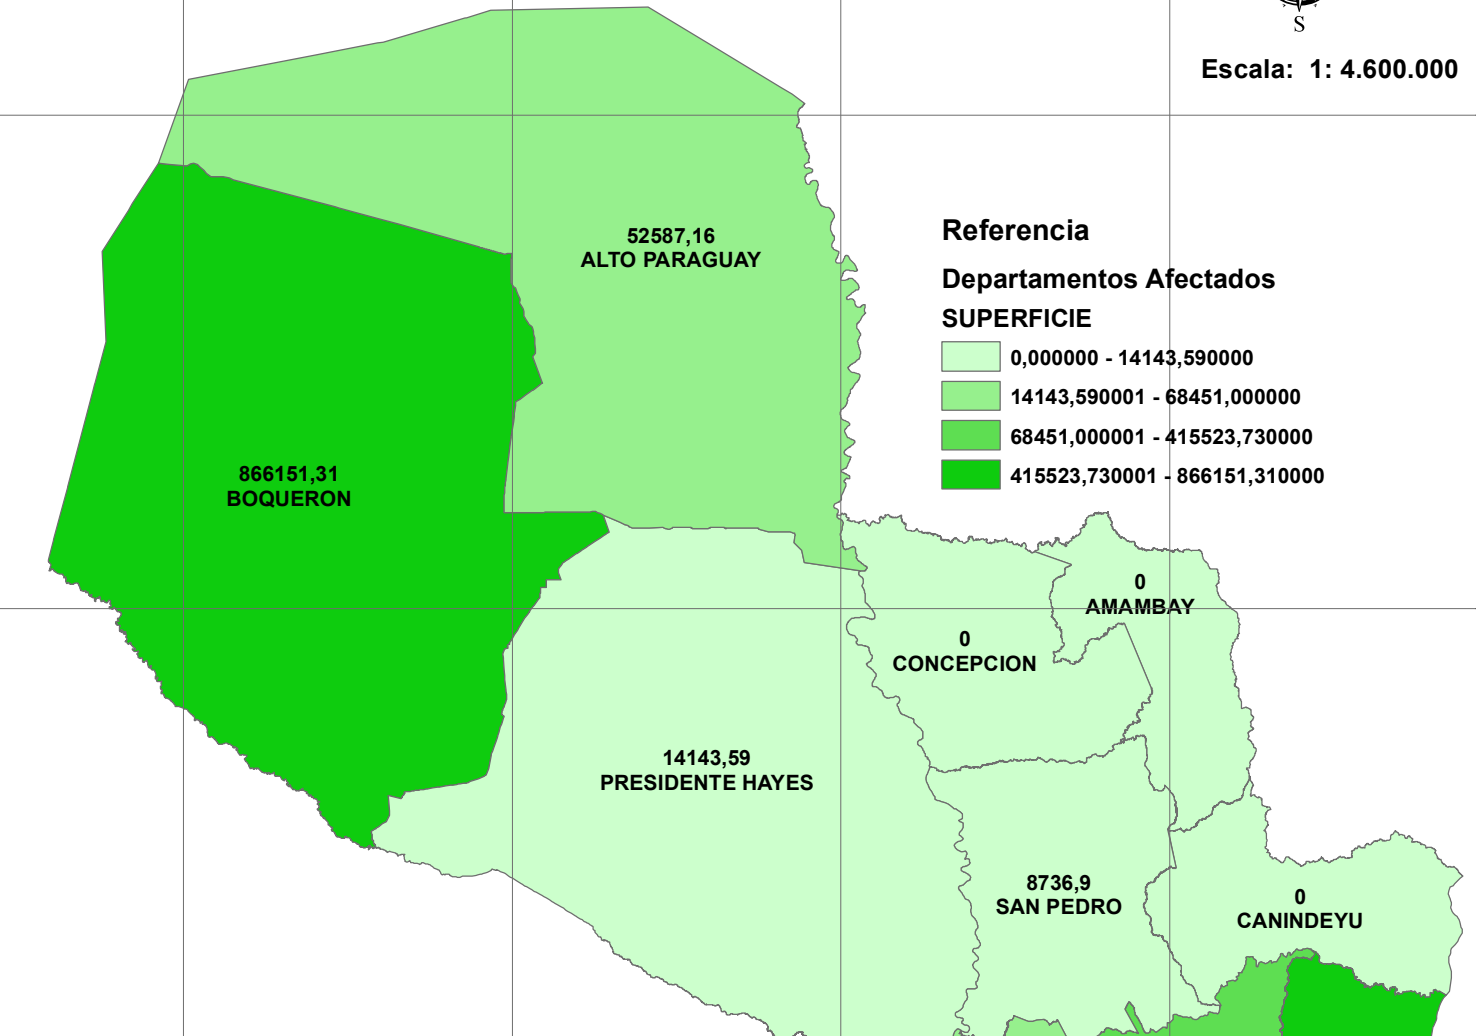 S
Escala: 1: 4.600.000
52587,16
ALTO PARAGUAY
Referencia
Departamentos Afectados
SUPERFICIE
0,000000 - 14143,590000
14143,590001 - 68451,000000
68451,000001 - 415523,730000
415523,730001 - 866151,310000
866151,31
BOQUERON
0
AMAMBAY
0
CONCEPCION
14143,59
PRESIDENTE HAYES
8736,9
SAN PEDRO
0
CANINDEYU